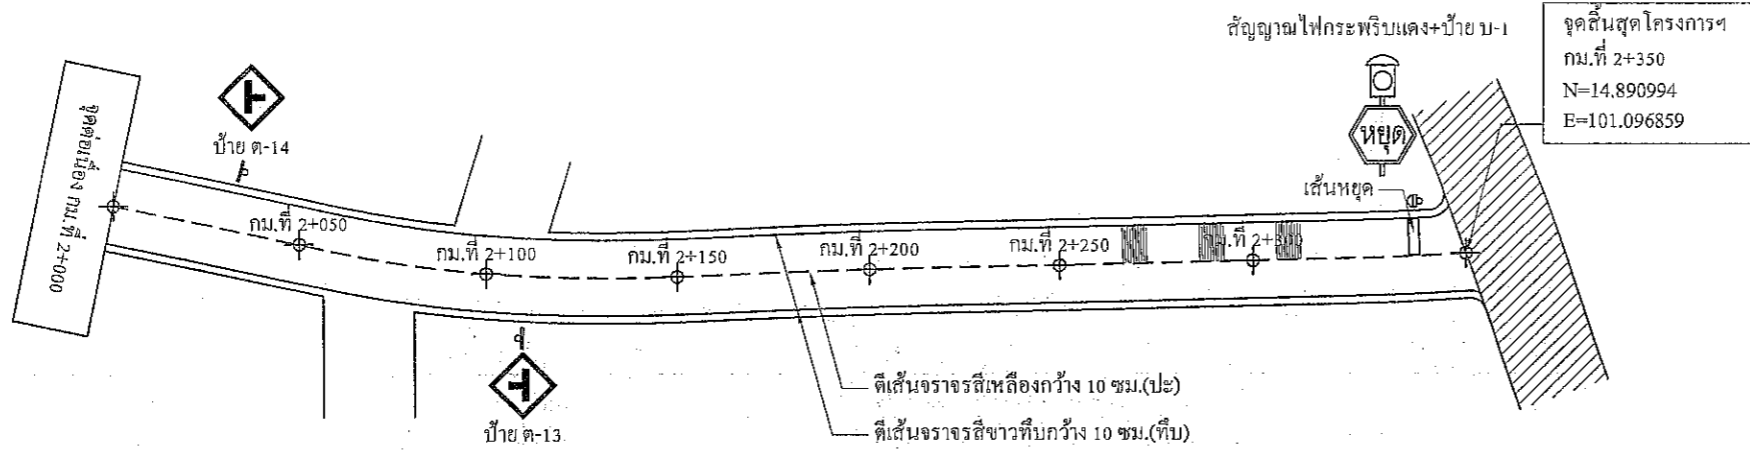 สัญญาณไฟกระพริบแดง+ป้าย บ-1
จุดสิ้นสุดโครงการฯ
กม.ที่ 2+350
N=14.890994
E=101.096859
หยุด
ป้าย ต-14
จุดต่อเนื่อง กม.ที่ 2+000
เส้นหยุด
กม.ที่ 2+050
กม.ที่ 2+100
กม.ที่ 2+150
กม.ที่ 2+200
กม.ที่ 2+250
กม.ที่ 2+300
ตีเส้นจราจรสีเหลืองกว้าง 10 ซม.(ปะ)
ตีเส้นจราจรสีขาวทึบกว้าง 10 ซม.(ทึบ)
ป้าย ต-13